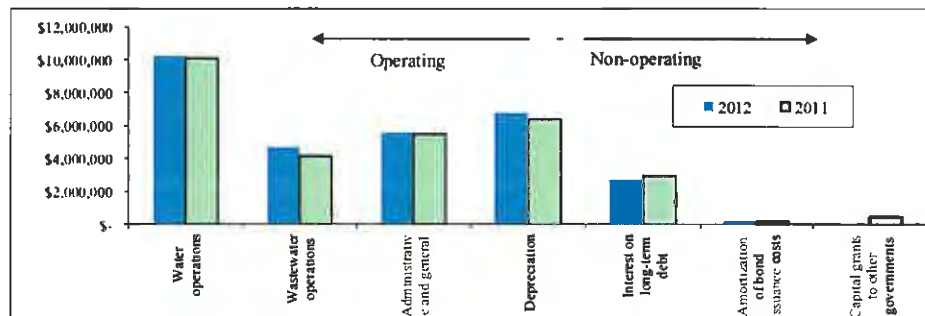 $12,000,000
$10,000,000
$8,000,000
$6,000,000
$4,000,000
$2,000,000
$-
Operating
Non-operating
2012
2011
Water
operations
Wastewater
operations
Administrativ
e and general
Depreciation
Interest on
long-term
debt
Amortization
of bond
issuance costs
Capital grants
to other
governments